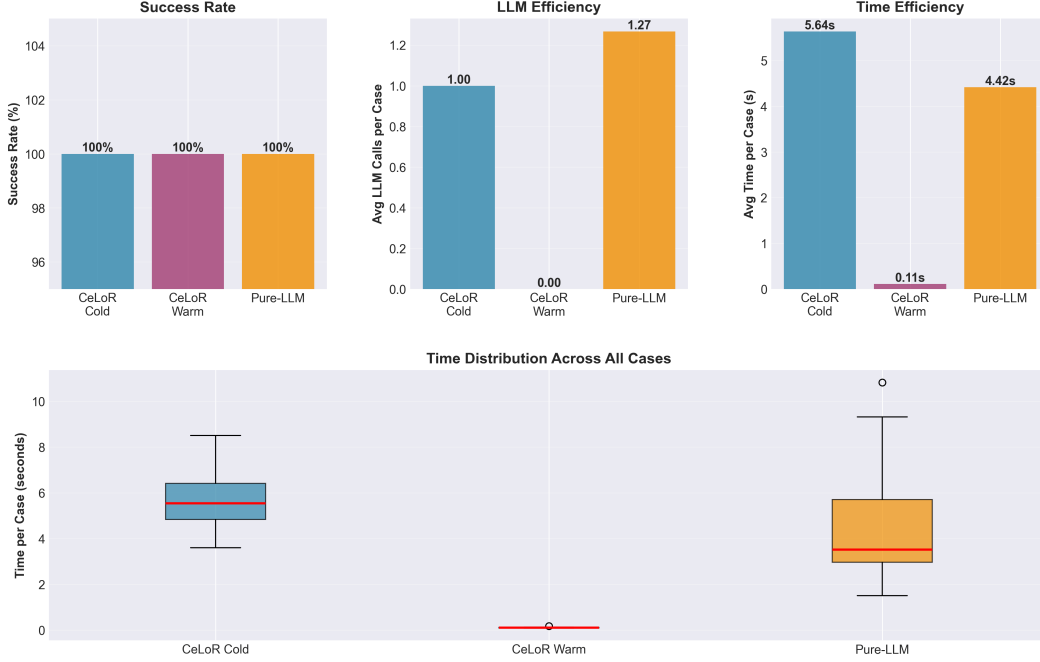 Success Rate
Success Rate (%)
104
102
100
98
96
100%
100%
100%
CeLoR
Cold
CeLoR
Warm
Pure-LLM
LLM Efficiency
Avg LLM Calls per Case
1.2
1.0
0.8
0.6
0.4
0.2
0.0
1.00
0.00
1.27
CeLoR
Cold
CeLoR
Warm
Pure-LLM
Time Efficiency
Avg Time per Case (s)
5
4
3
2
1
0
5.64s
0.11s
4.42s
CeLoR
Cold
CeLoR
Warm
Pure-LLM
Time Distribution Across All Cases
Time per Case (seconds)
10
8
6
4
2
0
CeLoR Cold
CeLoR Warm
Pure-LLM